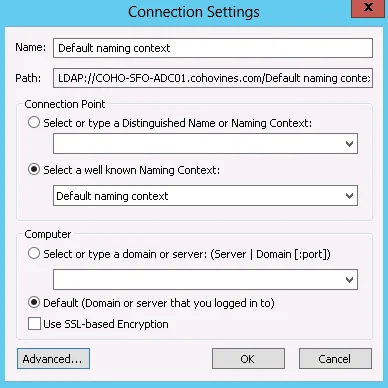 Connection Settings
x
Name: Default naming context
Path: LDAP://COHO-SFO-ADC01.cohovines.com/Default naming conte
Connection Point
Select or type a Distinguished Name or Naming Context:
Select a well known Naming Context:
Default naming context
Computer
Select or type a domain or server: (Server | Domain [:port])
Default (Domain or server that you logged in to)
Use SSL-based Encryption
Advanced... OK Cancel